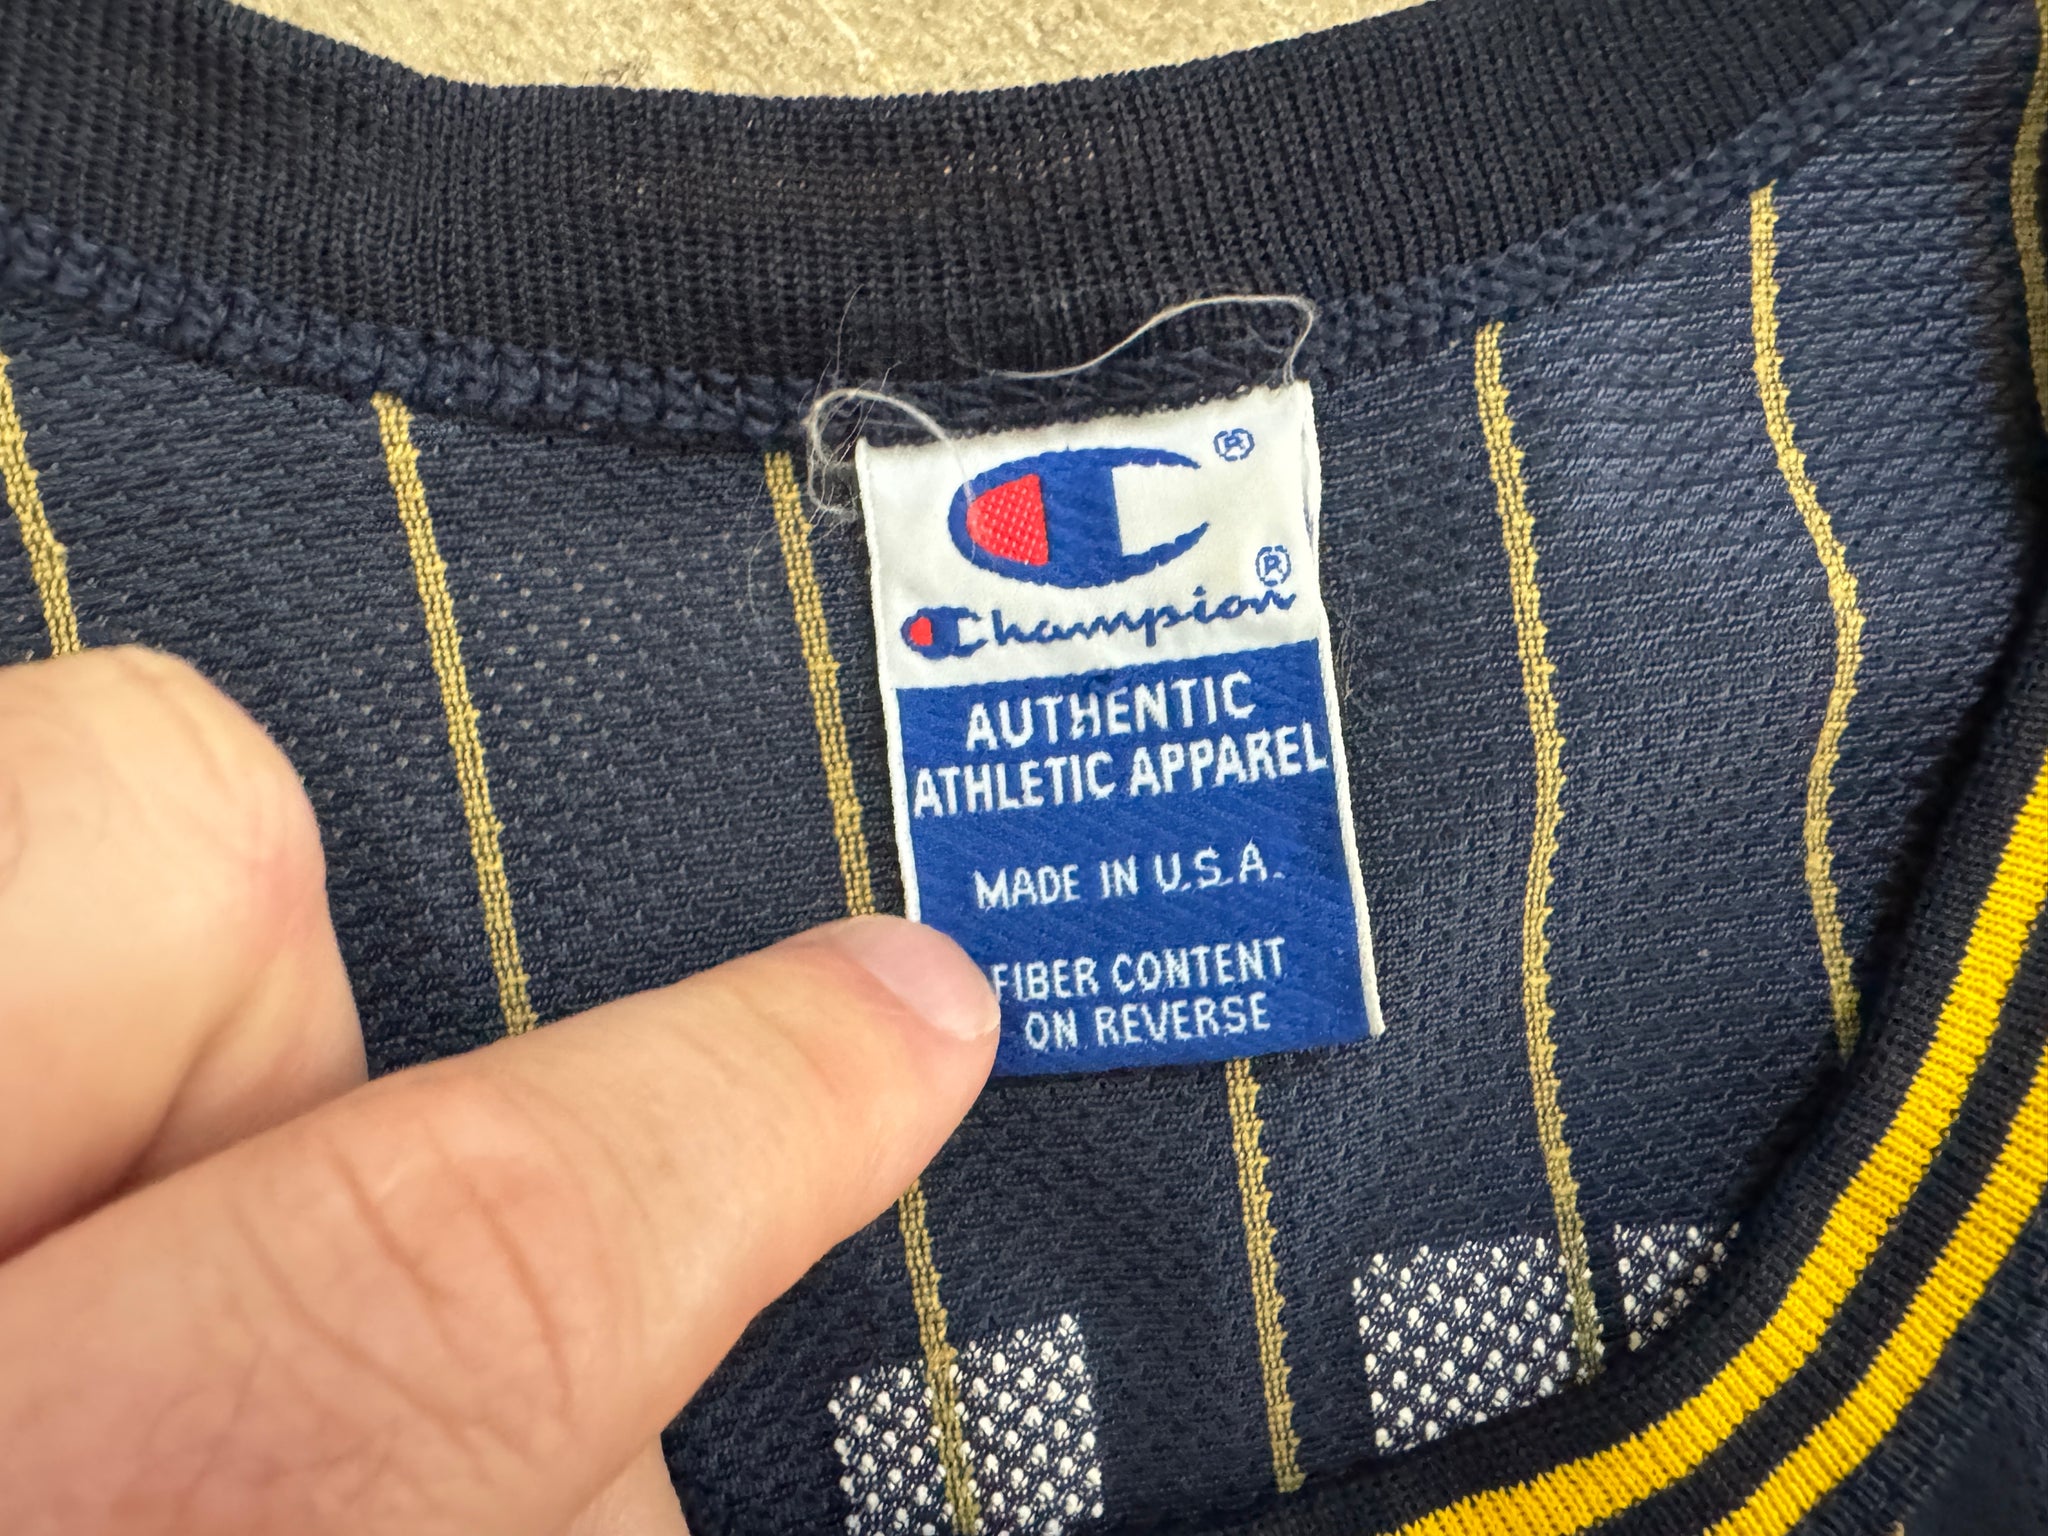 ®
Champion®
AUTHENTIC
ATHLETIC APPAREL
MADE IN U.S.A.
FIBER CONTENT
ON REVERSE